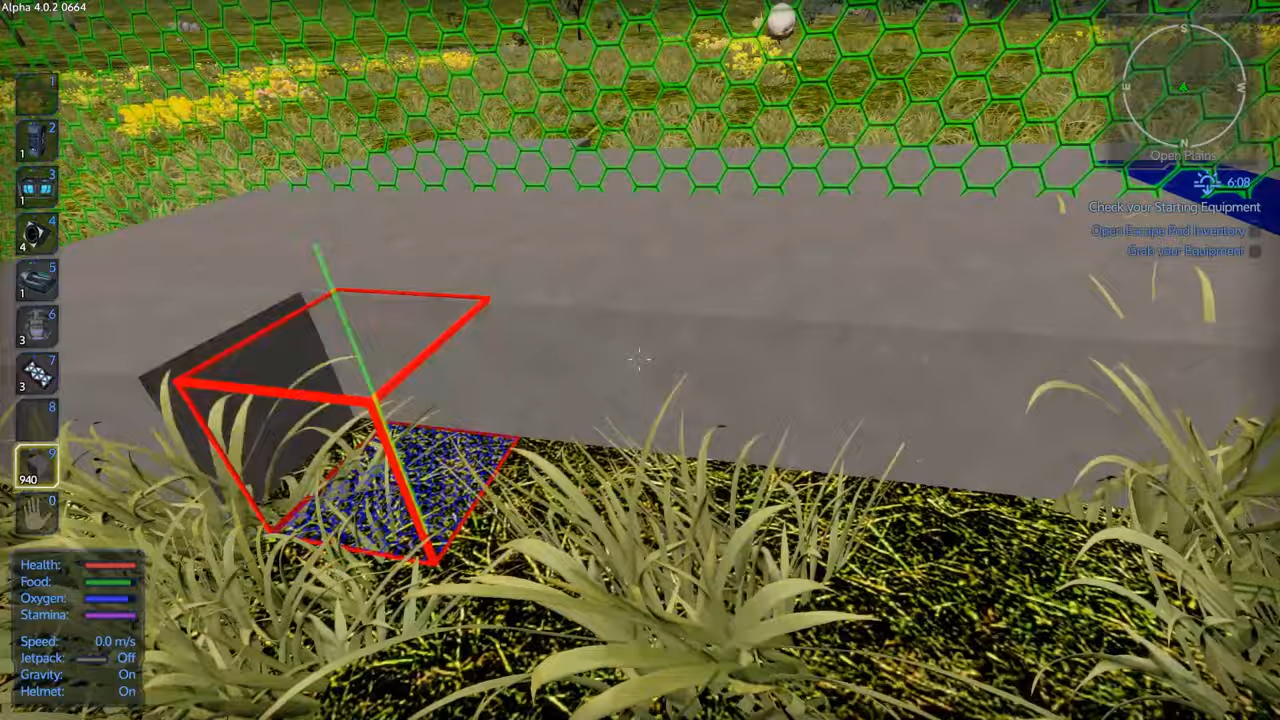 Alpha 4.0.2 0664
S
E
W
N
Open Plains
6:08
Check your Starting Equipment
Open Escape Pod Inventory
Grab your Equipment
1
2
1
3
1
4
4
5
1
6
3
7
3
8
9
940
0
Health:
Food:
Oxygen:
Stamina:
Speed: 0.0 m/s
Jetpack: Off
Gravity: On
Helmet: On